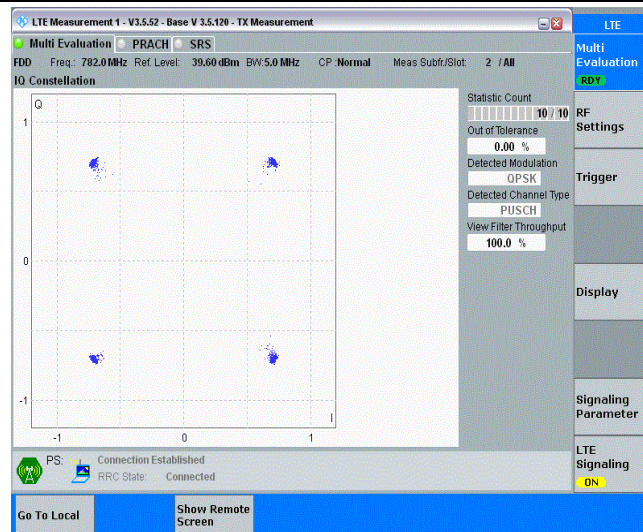 LTE Measurement 1 - V3.5.52 - Base V 3.5.120 - TX Measurement
LTE
Multi Evaluation PRACH SRS
Multi
Evaluation
RDY
FDD Freq.: 782.0 MHz Ref. Level: 39.60 dBm BW: 5.0 MHz CP : Normal Meas Subfr./Slot: 2 / All
IQ Constellation
Q
1
0
-1
I
-1 0 1
Statistic Count
10 / 10
Out of Tolerance
0.00 %
Detected Modulation
QPSK
Detected Channel Type
PUSCH
View Filter Throughput
100.0 %
RF
Settings
Trigger
Display
Signaling
Parameter
LTE
Signaling
ON
PS: Connection Established
RRC State: Connected
Go To Local
Show Remote
Screen